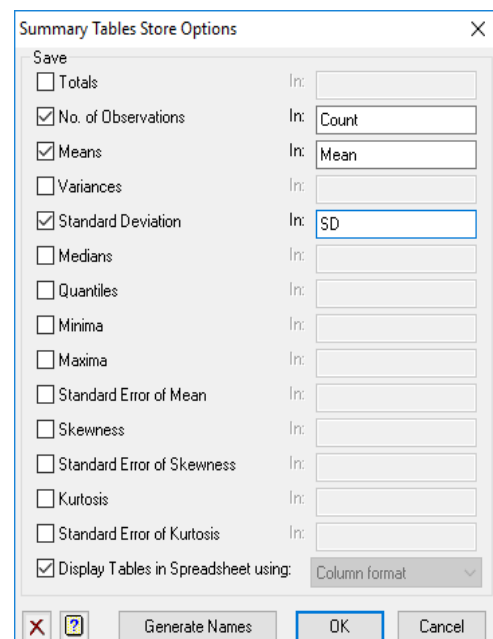 Summary Tables Store Options
Save
Totals In:
No. of Observations In: Count
Means In: Mean
Variances In:
Standard Deviation In: SD
Medians In:
Quantiles In:
Minima In:
Maxima In:
Standard Error of Mean In:
Skewness In:
Standard Error of Skewness In:
Kurtosis In:
Standard Error of Kurtosis In:
Display Tables in Spreadsheet using: Column format
? Generate Names OK Cancel